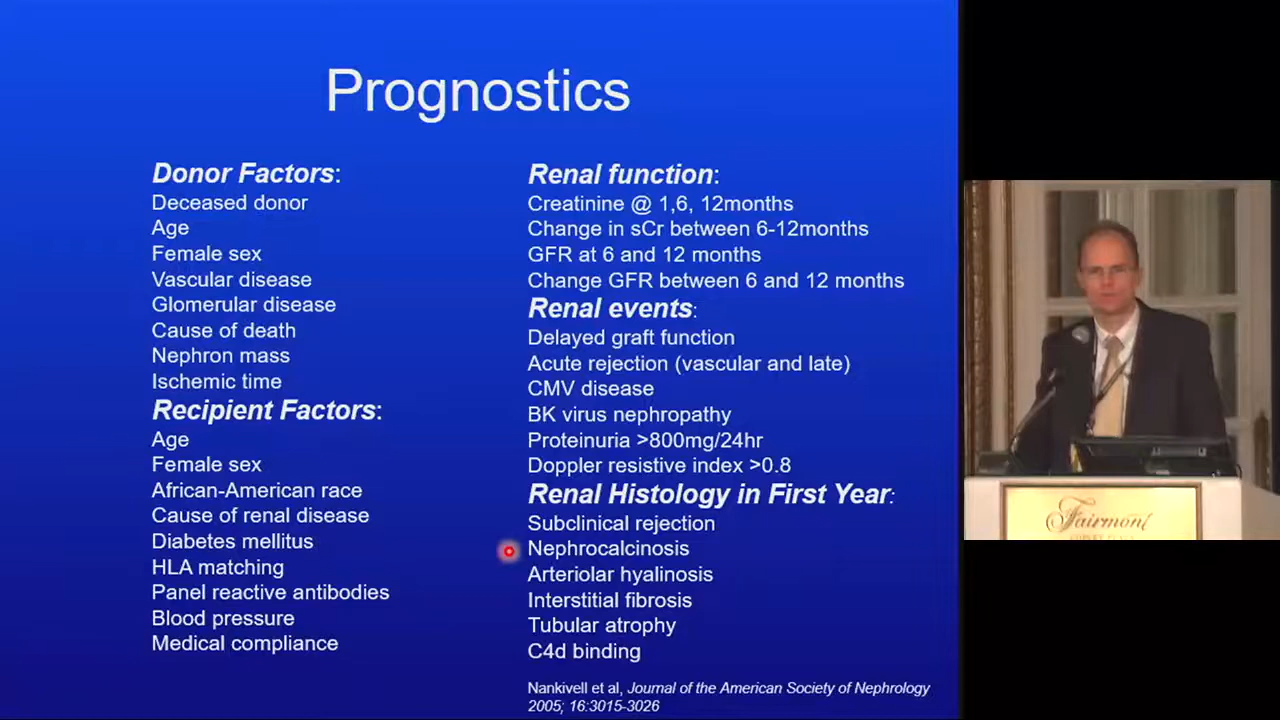 Prognostics
Donor Factors:
Deceased donor
Age
Female sex
Vascular disease
Glomerular disease
Cause of death
Nephron mass
Ischemic time
Recipient Factors:
Age
Female sex
African-American race
Cause of renal disease
Diabetes mellitus
HLA matching
Panel reactive antibodies
Blood pressure
Medical compliance
Renal function:
Creatinine @ 1,6, 12months
Change in sCr between 6-12months
GFR at 6 and 12 months
Change GFR between 6 and 12 months
Renal events:
Delayed graft function
Acute rejection (vascular and late)
CMV disease
BK virus nephropathy
Proteinuria >800mg/24hr
Doppler resistive index >0.8
Renal Histology in First Year:
Subclinical rejection
Nephrocalcinosis
Arteriolar hyalinosis
Interstitial fibrosis
Tubular atrophy
C4d binding
Nankivell et al, Journal of the American Society of Nephrology
2005; 16:3015-3026
Fairmont